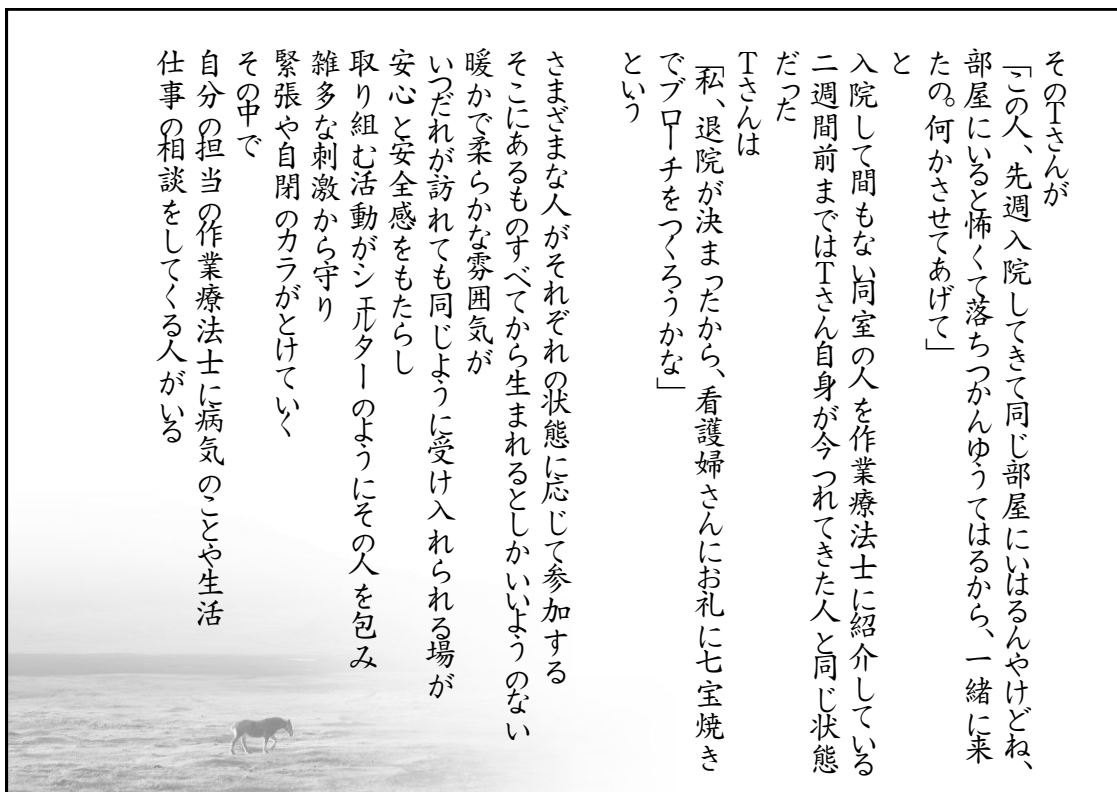 そのTさんが
「この人、先週入院してきて同じ部屋にいはるんやけどね、
部屋にいると怖くて落ちつかんゆうてはるから、一緒に来
たの。何かさせてあげて」
と
入院して間もない同室の人を作業療法士に紹介している
二週間前まではTさん自身が今つれてきた人と同じ状態
だった
Tさんは
「私、退院が決まったから、看護婦さんにお礼に七宝焼き
でブローチをつくろうかな」
という
さまざまな人がそれぞれの状態に応じて参加する
そこにあるものすべてから生まれるとしかいいようのない
暖かで柔らかな雰囲気が
いつだれが訪れても同じように受け入れられる場が
安心と安全感をもたらし
取り組む活動がシェルターのようにその人を包み
雑多な刺激から守り
緊張や自閉のカラがとけていく
その中で
自分の担当の作業療法士に病気のことや生活
仕事の相談をしてくる人がいる